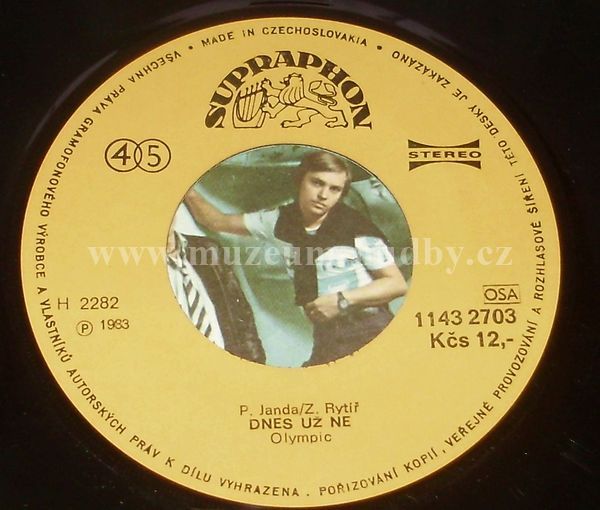 VŠECHNA PRÁVA GRAMOFONOVÉHO VÝROBCE A VLASTNÍKŮ AUTORSKÝCH PRÁV K DÍLU VYHRAZENA. POŘIZOVÁNÍ KOPIÍ, VEŘEJNÉ PROVOZOVÁNÍ A ROZHLASOVÉ ŠÍŘENÍ TÉTO DESKY JE ZAKÁZÁNO • MADE IN CZECHOSLOVAKIA •
SUPRAPHON
45
STEREO
www.muzeumhudby.cz
H 2282
Ⓟ 1983
OSA
1143 2703
Kčs 12,-
P. Janda/Z. Rytíř
DNES UŽ NE
Olympic